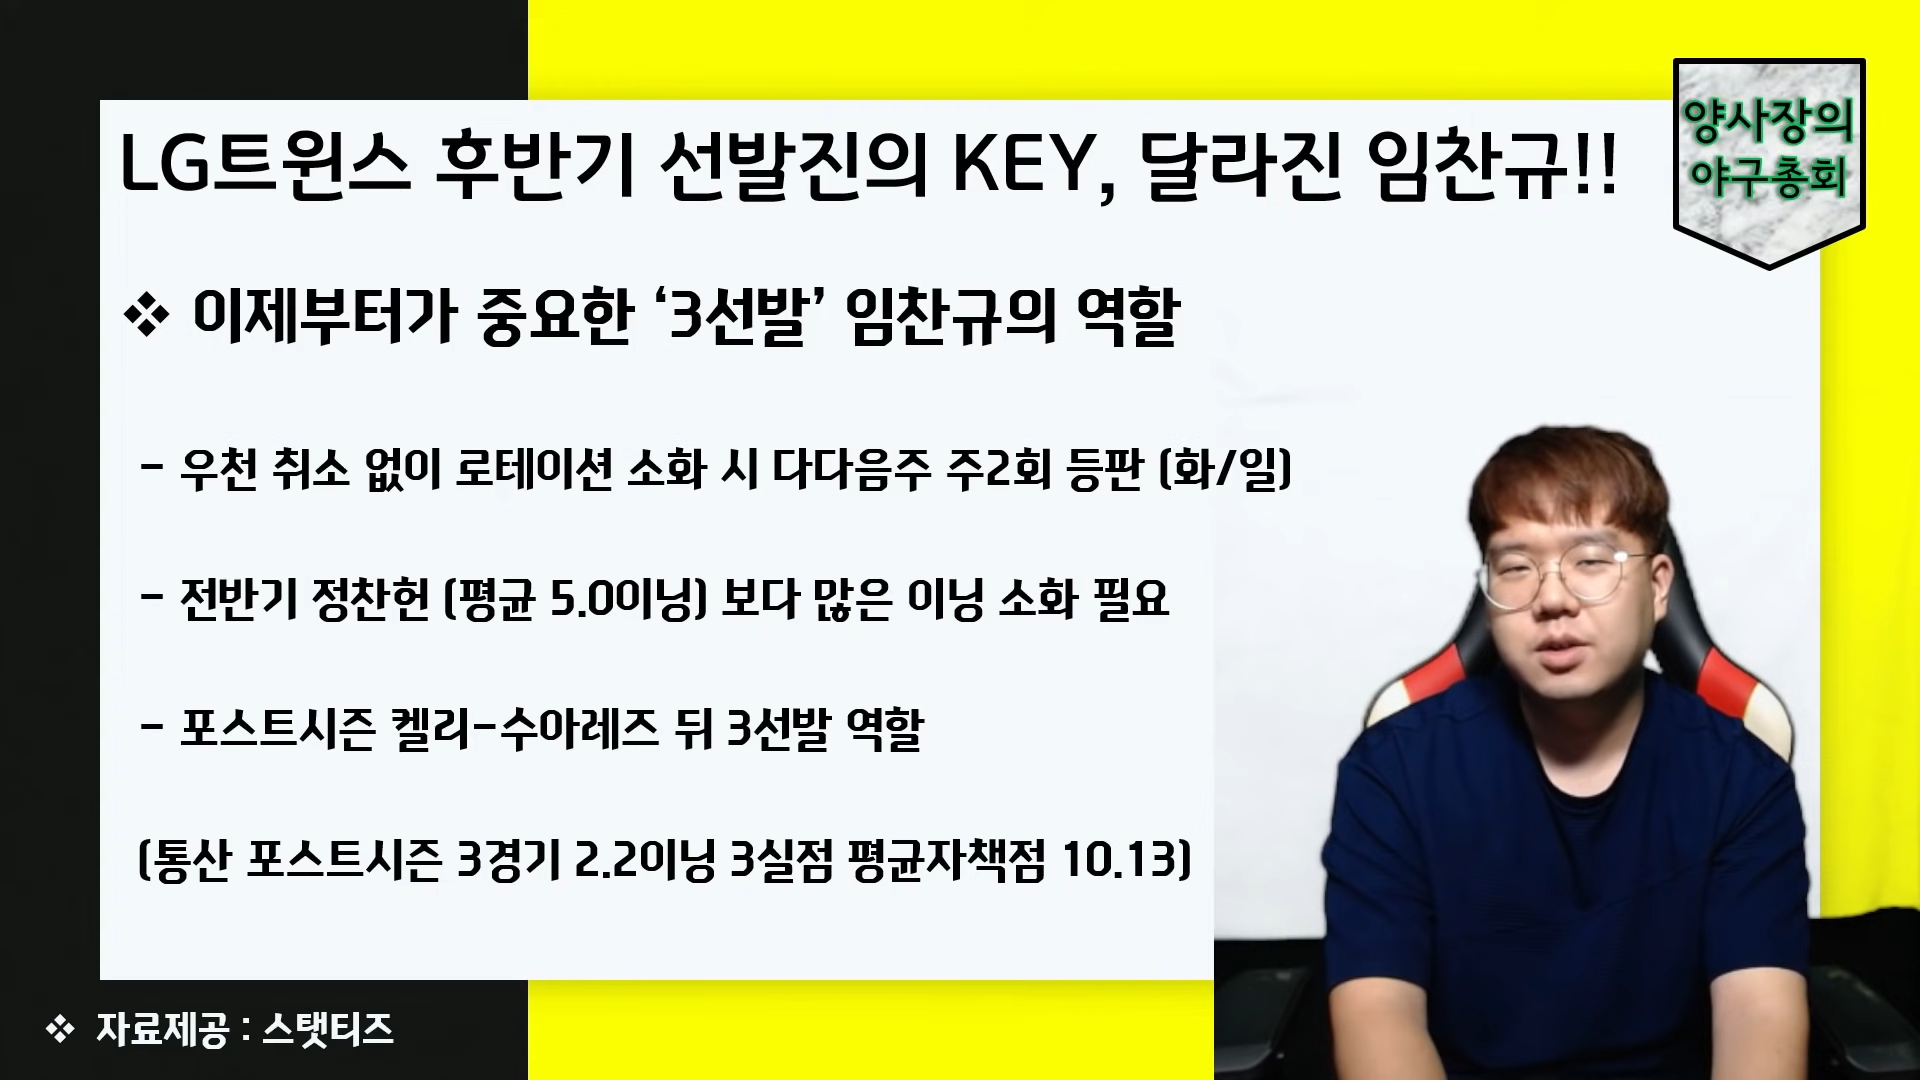 LG트윈스 후반기 선발진의 KEY, 달라진 임찬규!!
양사장의
야구총회
❖ 이제부터가 중요한 ‘3선발’ 임찬규의 역할
- 우천 취소 없이 로테이션 소화 시 다다음주 주2회 등판 (화/일)
- 전반기 정찬헌 (평균 5.0이닝) 보다 많은 이닝 소화 필요
- 포스트시즌 켈리-수아레즈 뒤 3선발 역할
(통산 포스트시즌 3경기 2.2이닝 3실점 평균자책점 10.13)
❖ 자료제공 : 스탯티즈